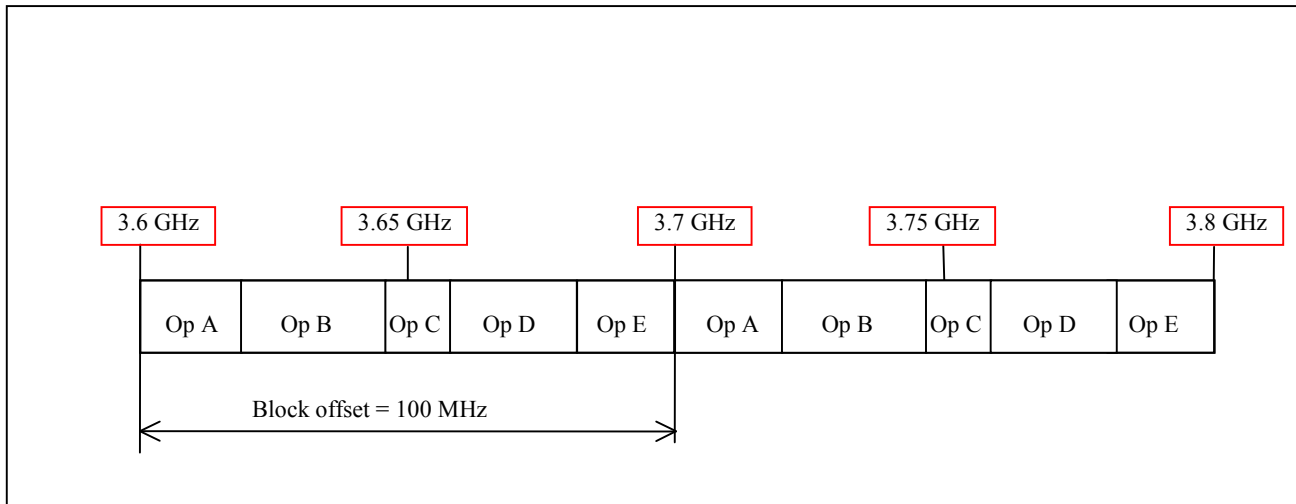 3.6 GHz 3.65 GHz 3.7 GHz 3.75 GHz 3.8 GHz
Op A Op B Op C Op D Op E Op A Op B Op C Op D Op E
Block offset = 100 MHz